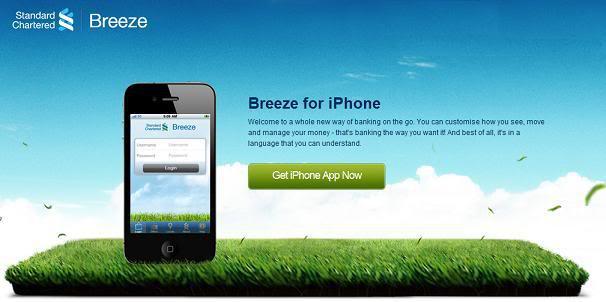 Standard
Chartered
Breeze
Breeze for iPhone
Welcome to a whole new way of banking on the go. You can customise how you see, move
and manage your money - that's banking the way you want it! And best of all, it's in a
language that you can understand.
Get iPhone App Now
9:09 AM
Standard
Chartered
Breeze
Username Username
Password Password
Login